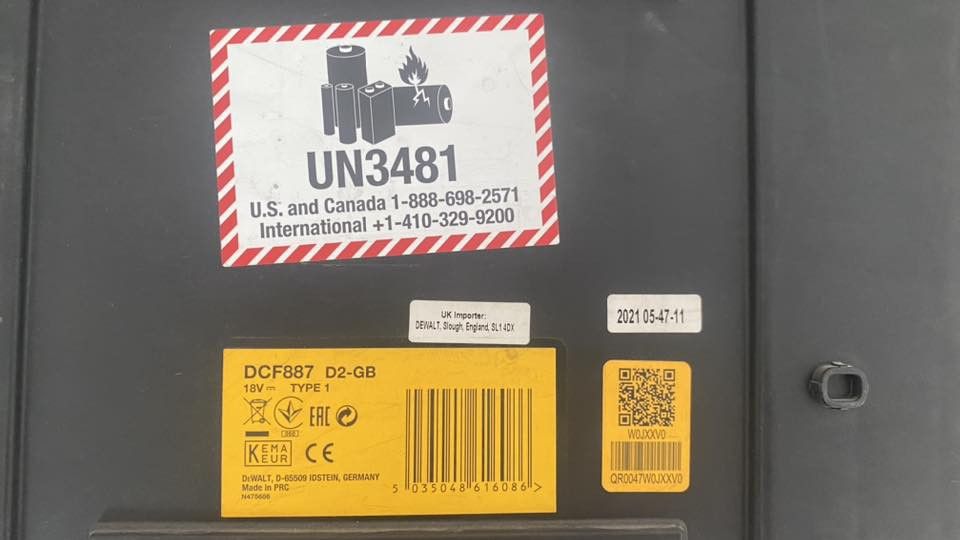 UN3481
U.S. and Canada 1-888-698-2571
International +1-410-329-9200
UK Importer:
DEWALT, Slough, England, SL1 4DX
2021 05-47-11
DCF887 D2-GB
18V TYPE 1
EAC
KEMA
KEUR
CE
DEWALT, D-65509 IDSTEIN, GERMANY
Made in PRC
N475666
5 035048 616086 >
W0JXXV0
QR0047W0JXXV0